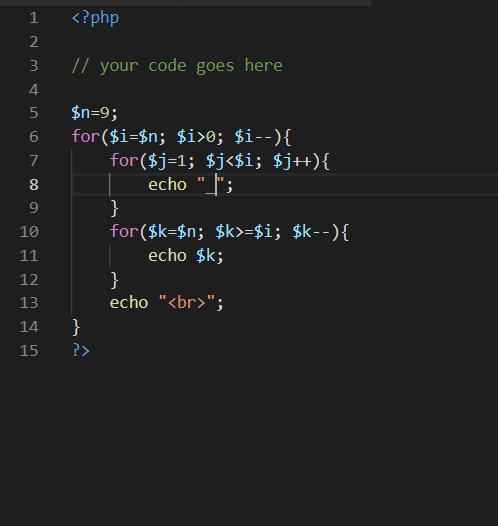 1 <?php
2
3 // your code goes here
4
5 $n=9;
6 for($i=$n; $i>0; $i--){
7 for($j=1; $j<$i; $j++){
8 echo "_";
9 }
10 for($k=$n; $k>=$i; $k--){
11 echo $k;
12 }
13 echo "<br>";
14 }
15 ?>